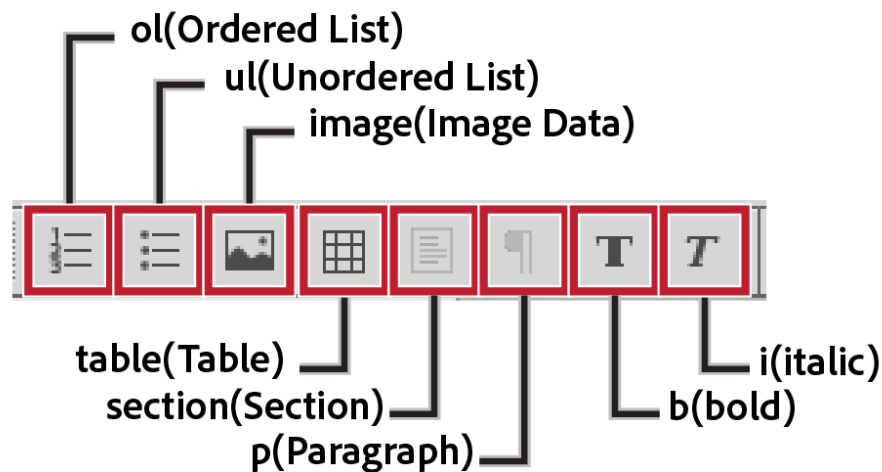 ol(Ordered List)
ul(Unordered List)
image(Image Data)
table(Table)
i(italic)
section(Section)
b(bold)
p(Paragraph)